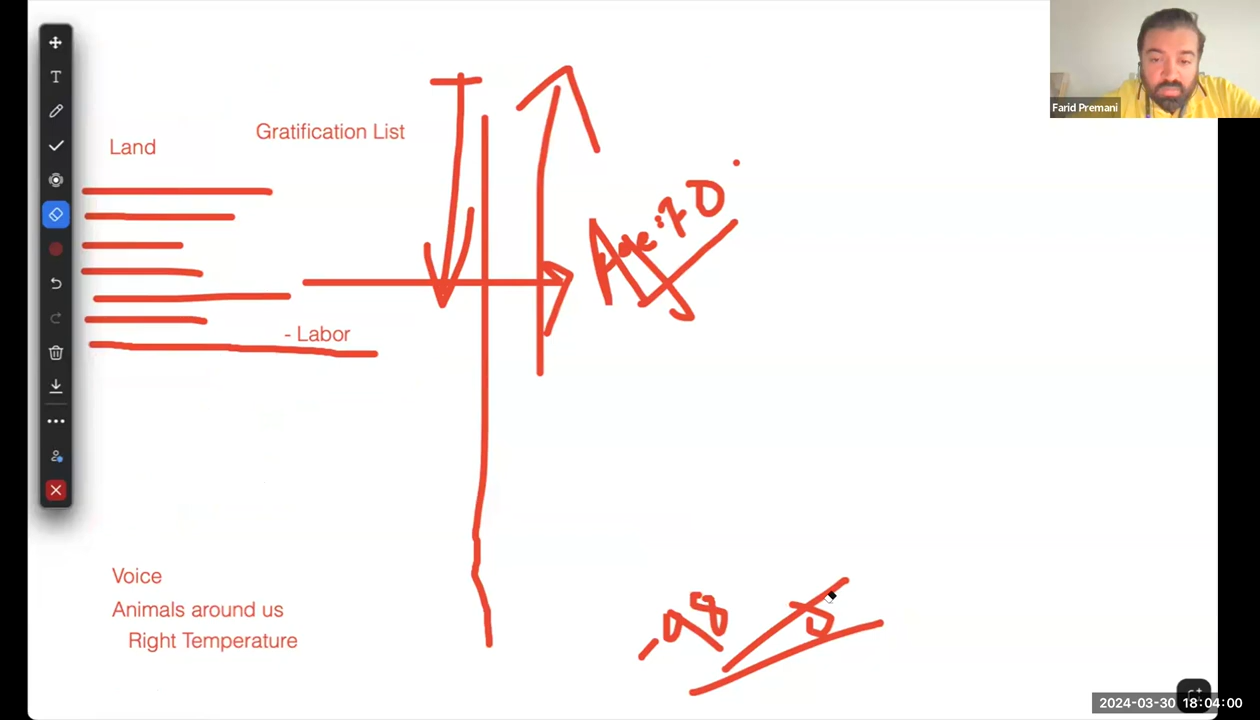 Farid Premani
Gratification List
Land
Age:70
- Labor
Voice
Animals around us
Right Temperature
2024-03-30 18:04:00